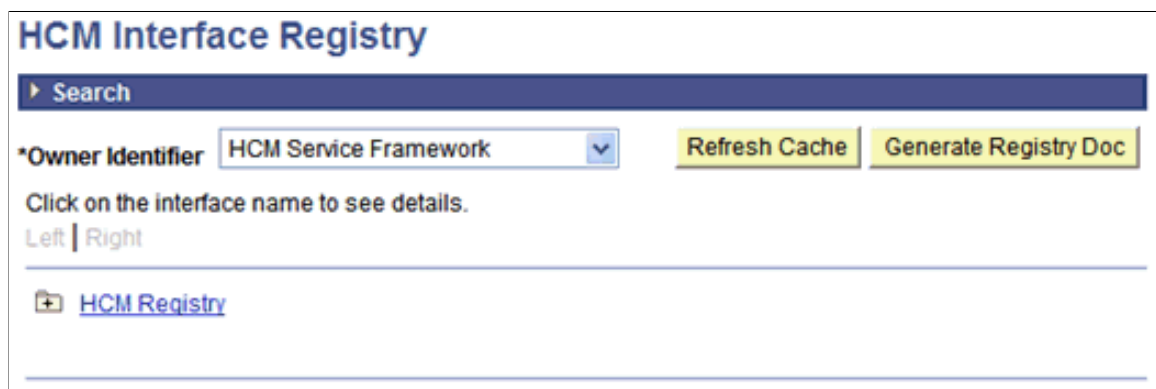 HCM Interface Registry
Search
*Owner Identifier HCM Service Framework Refresh Cache Generate Registry Doc
Click on the interface name to see details.
Left | Right
HCM Registry